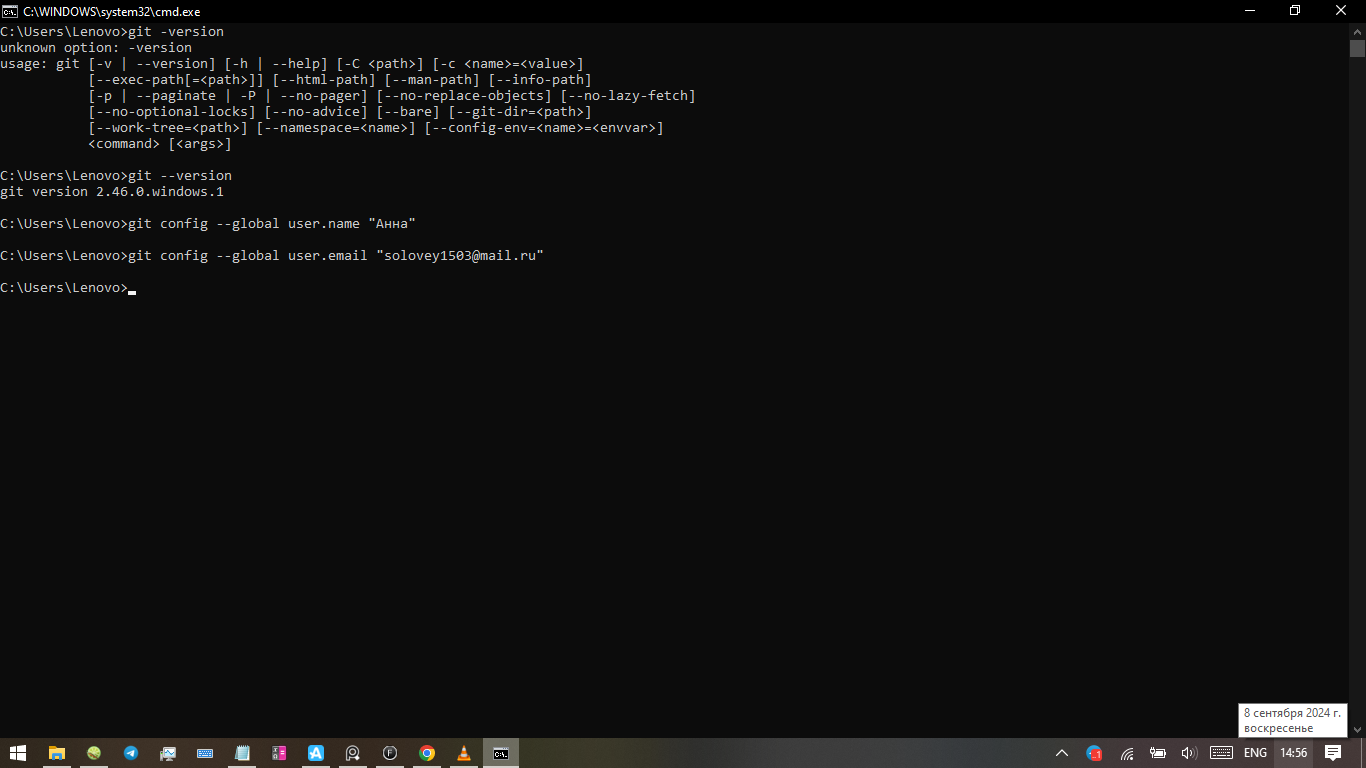 C:\WINDOWS\system32\cmd.exe
C:\Users\Lenovo>git -version
unknown option: -version
usage: git [-v | --version] [-h | --help] [-C <path>] [-c <name>=<value>]
           [--exec-path[=<path>]] [--html-path] [--man-path] [--info-path]
           [-p | --paginate | -P | --no-pager] [--no-replace-objects] [--no-lazy-fetch]
           [--no-optional-locks] [--no-advice] [--bare] [--git-dir=<path>]
           [--work-tree=<path>] [--namespace=<name>] [--config-env=<name>=<envvar>]
           <command> [<args>]
C:\Users\Lenovo>git --version
git version 2.46.0.windows.1
C:\Users\Lenovo>git config --global user.name "Анна"
C:\Users\Lenovo>git config --global user.email "solovey1503@mail.ru"
C:\Users\Lenovo>
8 сентября 2024 г.
воскресенье
ENG
14:56